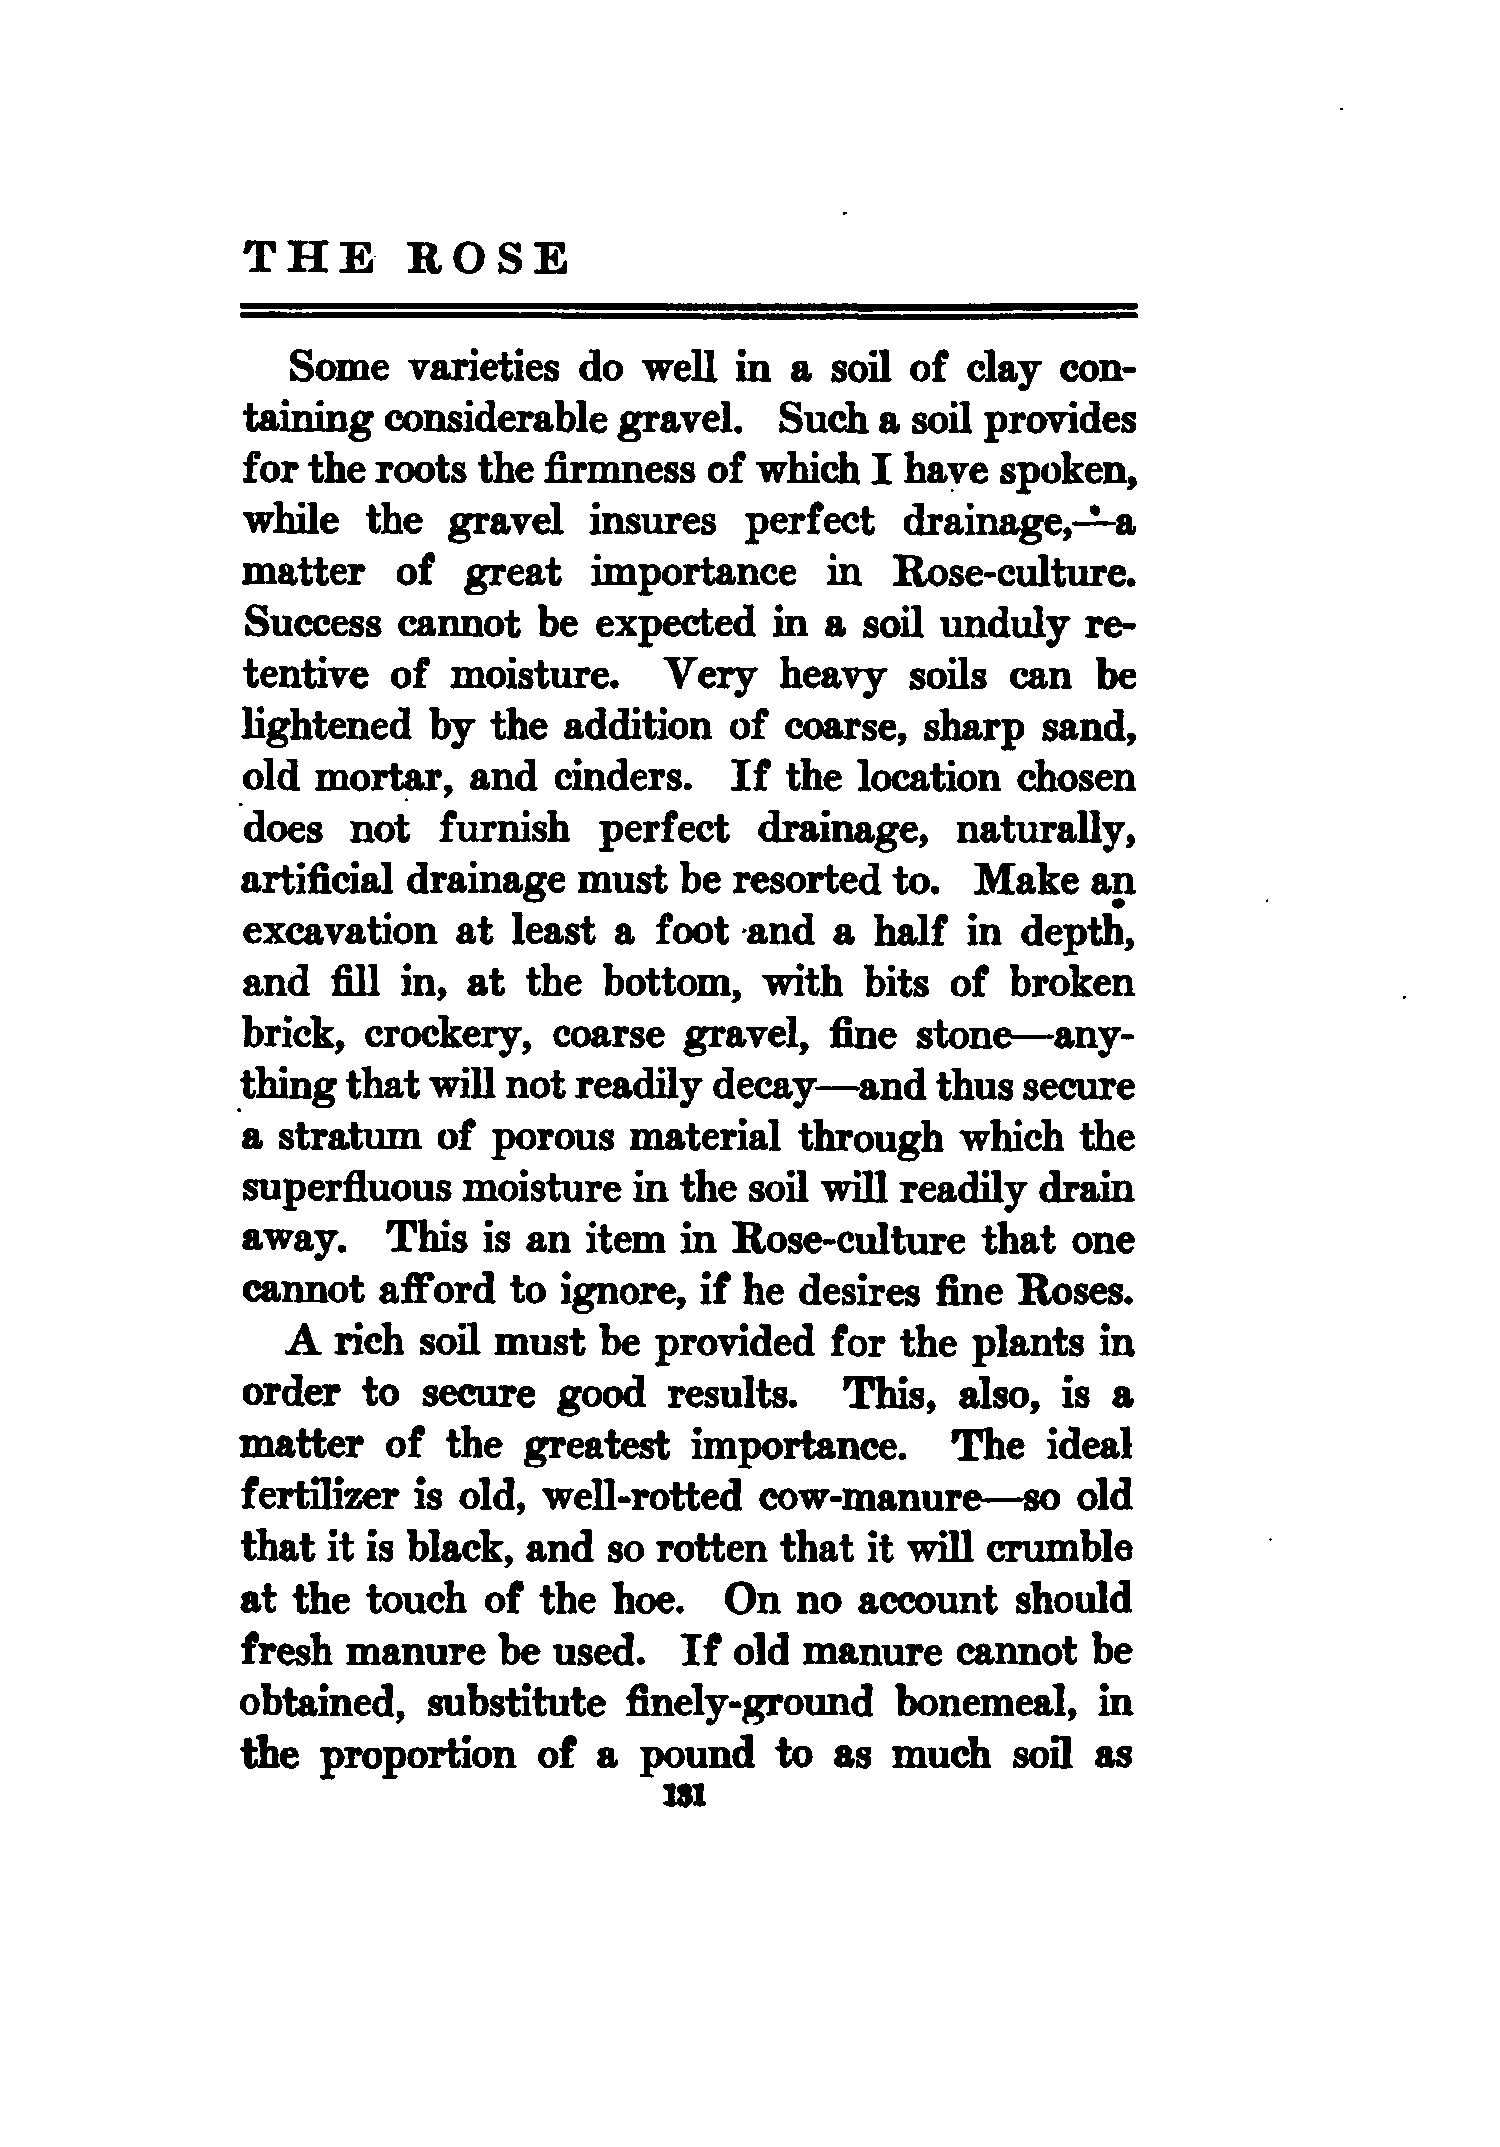 THE ROSE
Some varieties do well in a soil of clay con-
taining considerable gravel. Such a soil provides
for the roots the firmness of which I have spoken,
while the gravel insures perfect drainage,—a
matter of great importance in Rose-culture.
Success cannot be expected in a soil unduly re-
tentive of moisture. Very heavy soils can be
lightened by the addition of coarse, sharp sand,
old mortar, and cinders. If the location chosen
does not furnish perfect drainage, naturally,
artificial drainage must be resorted to. Make an
excavation at least a foot and a half in depth,
and fill in, at the bottom, with bits of broken
brick, crockery, coarse gravel, fine stone—any-
thing that will not readily decay—and thus secure
a stratum of porous material through which the
superfluous moisture in the soil will readily drain
away. This is an item in Rose-culture that one
cannot afford to ignore, if he desires fine Roses.
A rich soil must be provided for the plants in
order to secure good results. This, also, is a
matter of the greatest importance. The ideal
fertilizer is old, well-rotted cow-manure—so old
that it is black, and so rotten that it will crumble
at the touch of the hoe. On no account should
fresh manure be used. If old manure cannot be
obtained, substitute finely-ground bonemeal, in
the proportion of a pound to as much soil as
131